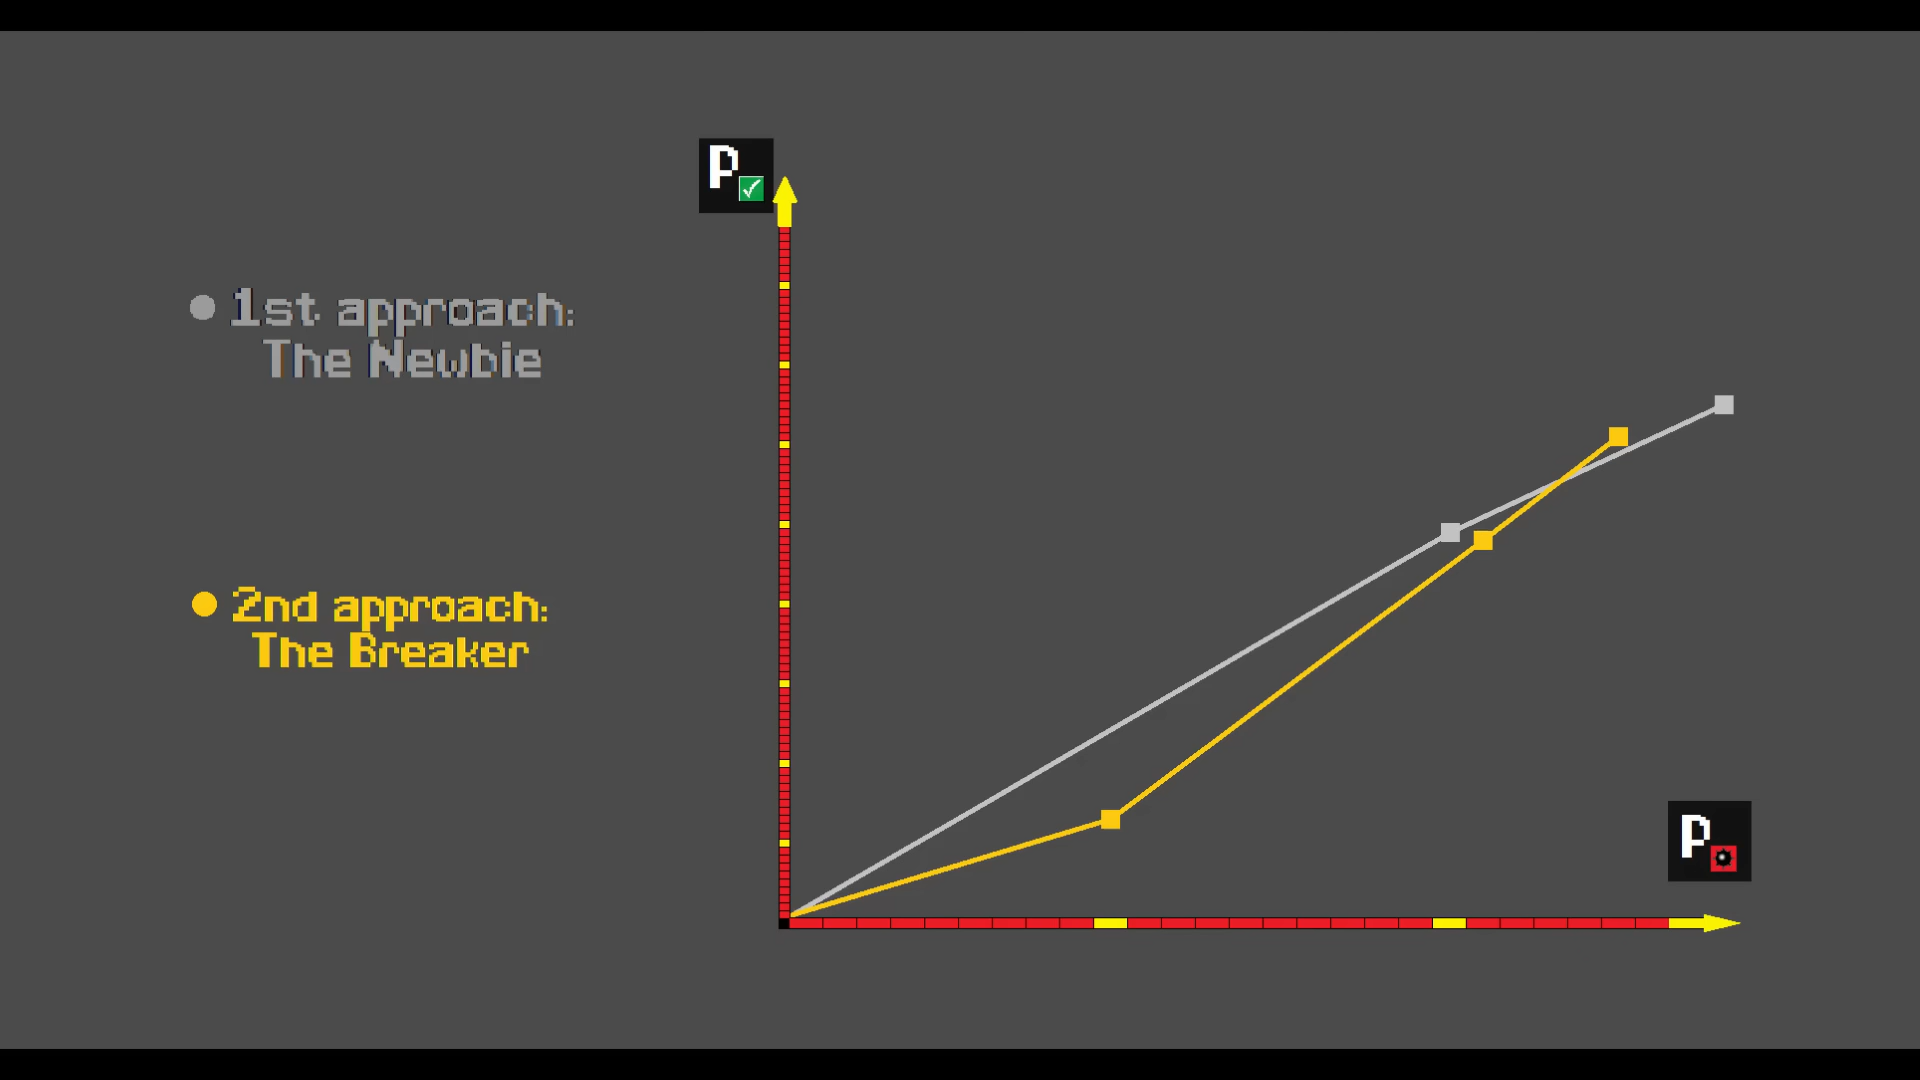 P
1st approach:
The Newbie
2nd approach:
The Breaker
P